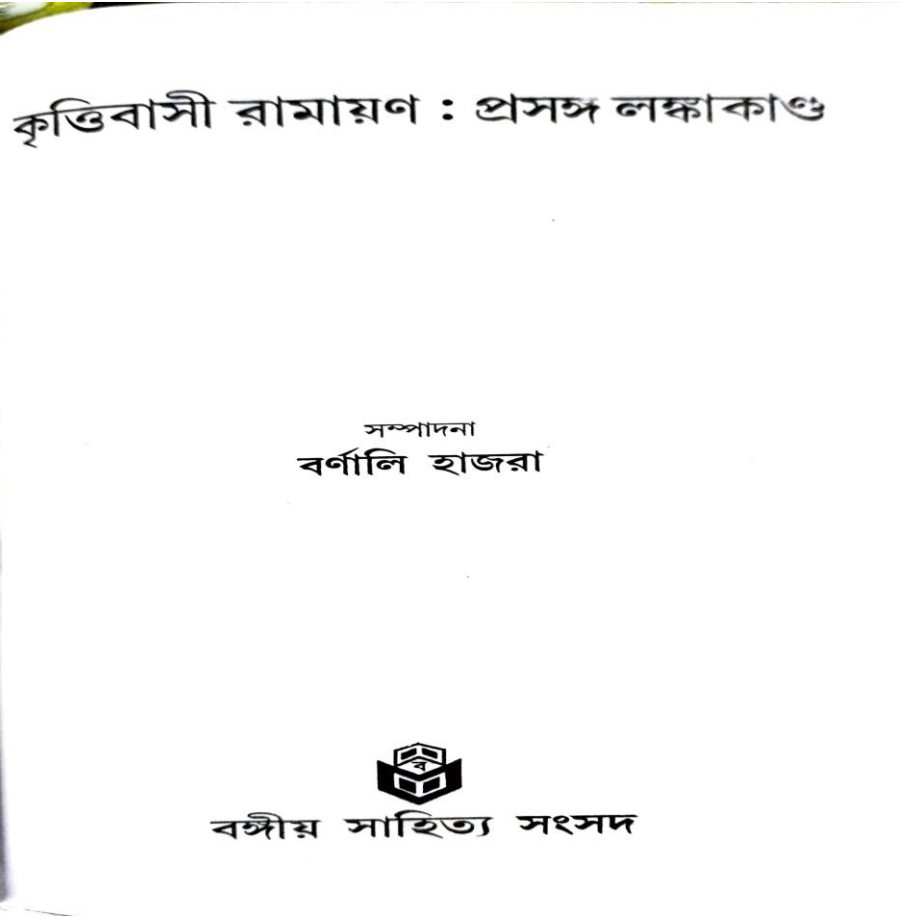 কৃত্তিবাসী রামায়ণ : প্রসঙ্গ লঙ্কাকাণ্ড
সম্পাদনা
বর্ণালি হাজরা
ব
বঙ্গীয় সাহিত্য সংসদ